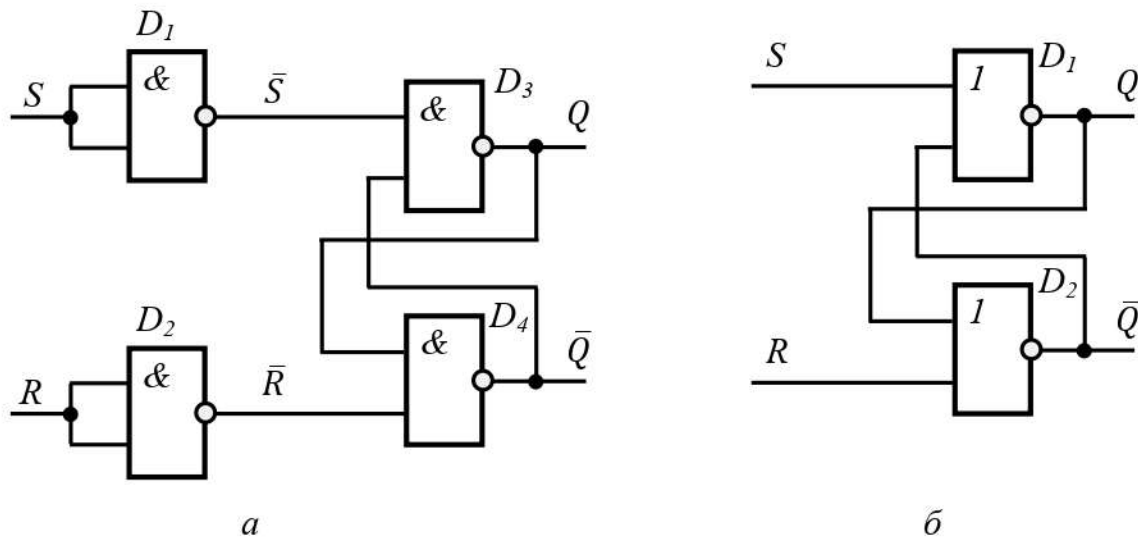 D₁
&
S
S̄
D₃
&
Q
D₂
&
R
R̄
D₄
&
Q̄
а
S
D₁
1
Q
D₂
1
R
Q̄
б